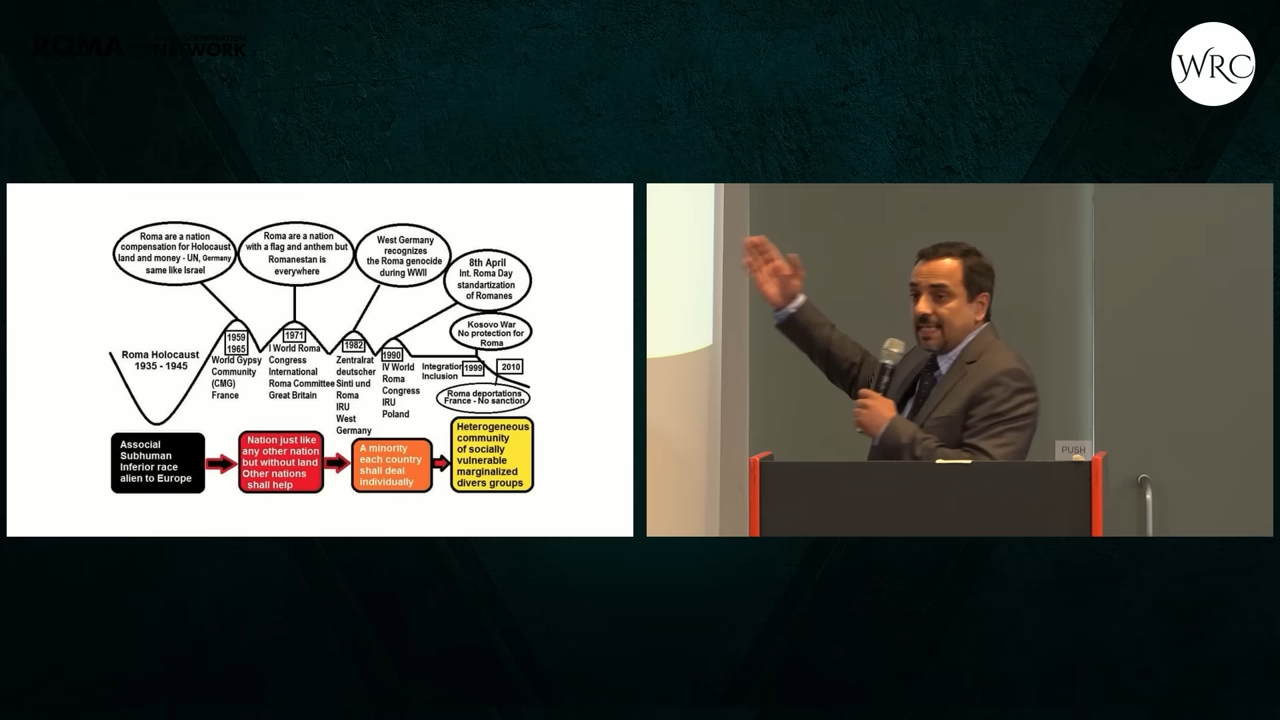 ROMA
NETWORK
WRC
Roma are a nation
compensation for Holocaust
land and money - UN, Germany
same like Israel
Roma are a nation
with a flag and anthem but
Romanestan is
everywhere
West Germany
recognizes
the Roma genocide
during WWII
8th April
Int. Roma Day
standartization
of Romanes
Kosovo War
No protection for
Roma
Roma Holocaust
1935 - 1945
1959
1965
World Gypsy
Community
(CMG)
France
1971
I World Roma
Congress
International
Roma Committee
Great Britain
1982
Zentralrat
deutscher
Sinti und
Roma
IRU
West
Germany
1990
IV World
Roma
Congress
IRU
Poland
Integration
Inclusion
1999
2010
Roma deportations
France - No sanction
Associal
Subhuman
Inferior race
alien to Europe
Nation just like
any other nation
but without land
Other nations
shall help
A minority
each country
shall deal
individually
Heterogeneous
community
of socially
vulnerable
marginalized
divers groups
PUSH